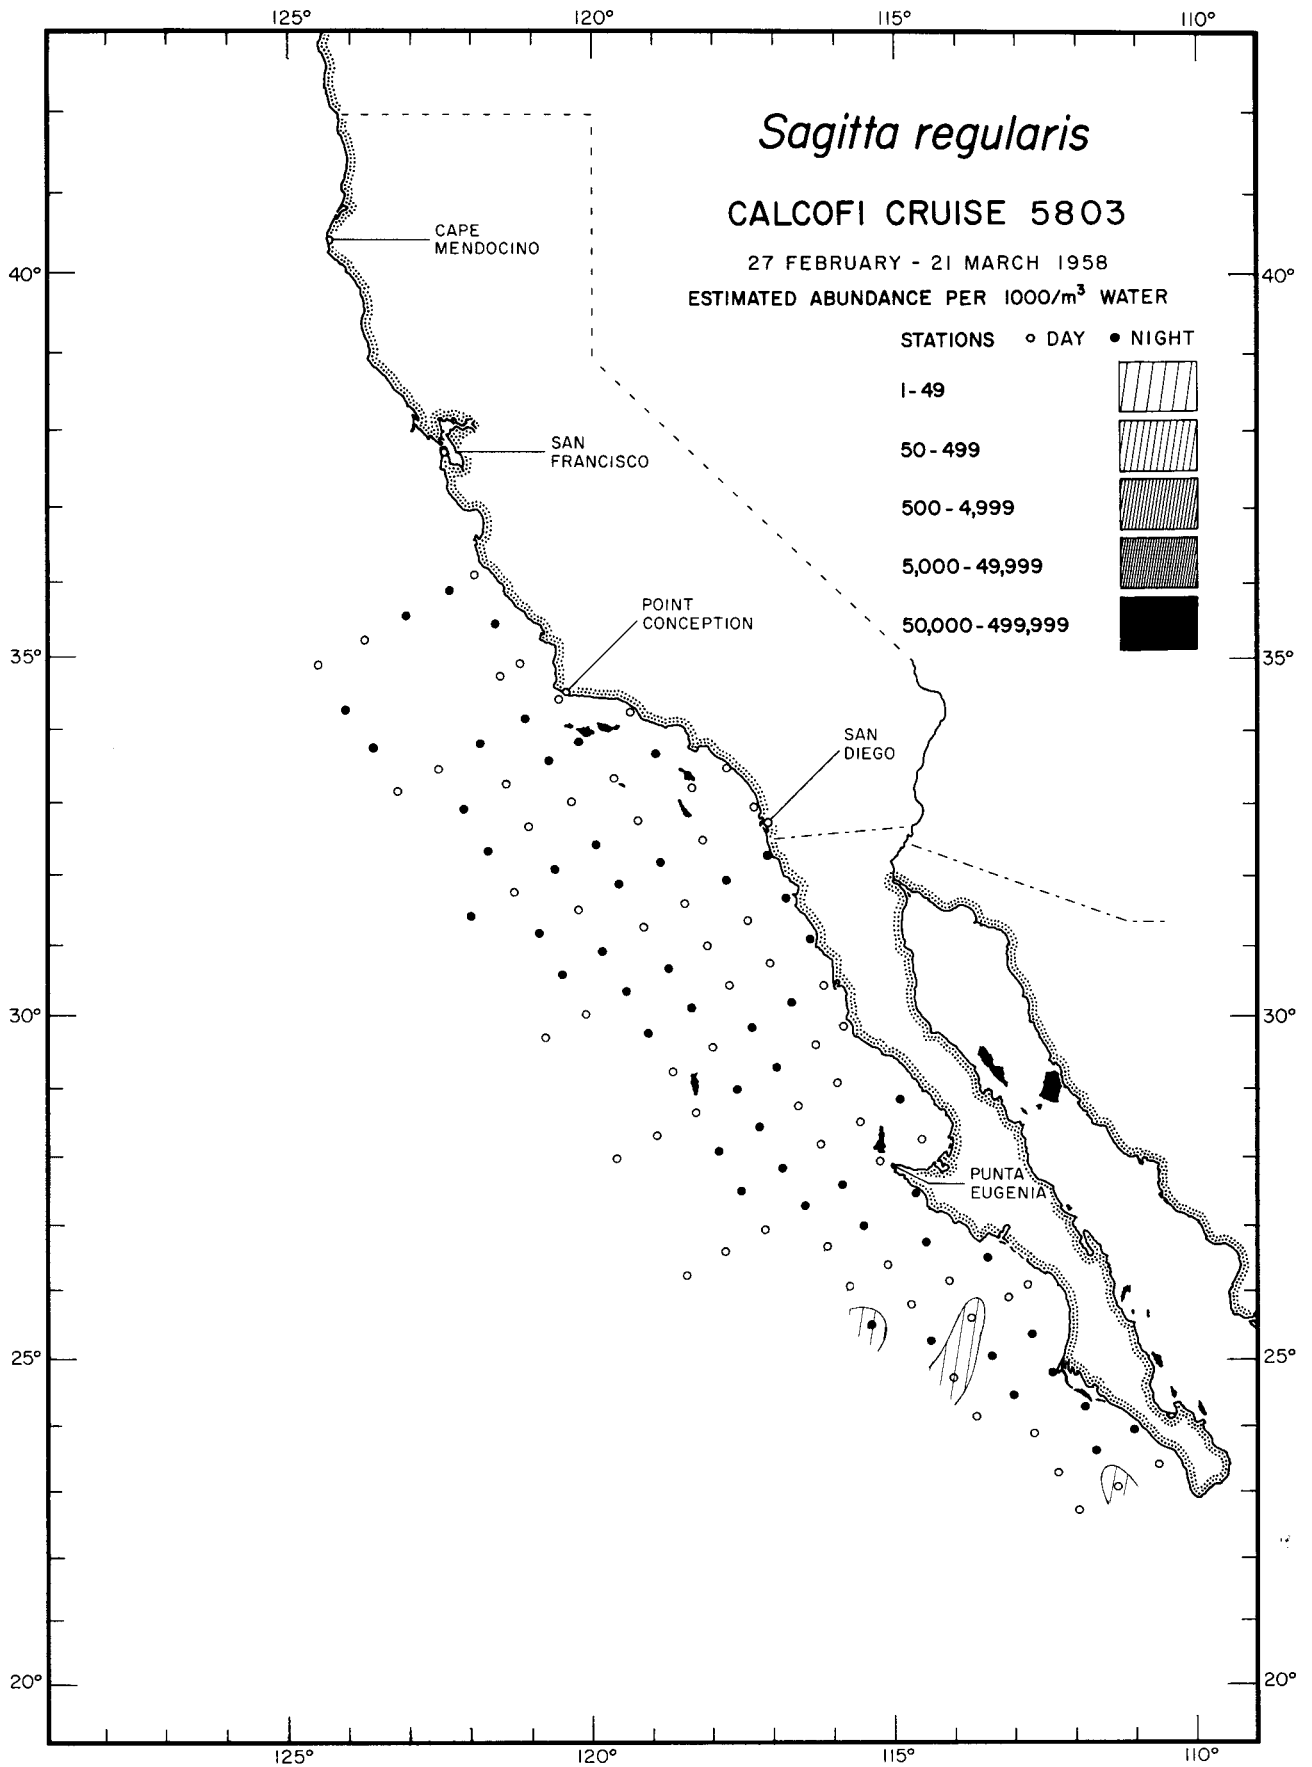 125° 120° 115° 110°
Sagitta regularis
CALCOFI CRUISE 5803
27 FEBRUARY - 21 MARCH 1958
ESTIMATED ABUNDANCE PER 1000/m³ WATER
STATIONS ○ DAY ● NIGHT
1-49
50-499
500-4,999
5,000-49,999
50,000-499,999
CAPE
MENDOCINO
40° 40°
SAN
FRANCISCO
POINT
CONCEPTION
35° 35°
SAN
DIEGO
30° 30°
PUNTA
EUGENIA
25° 25°
20° 20°
125° 120° 115° 110°